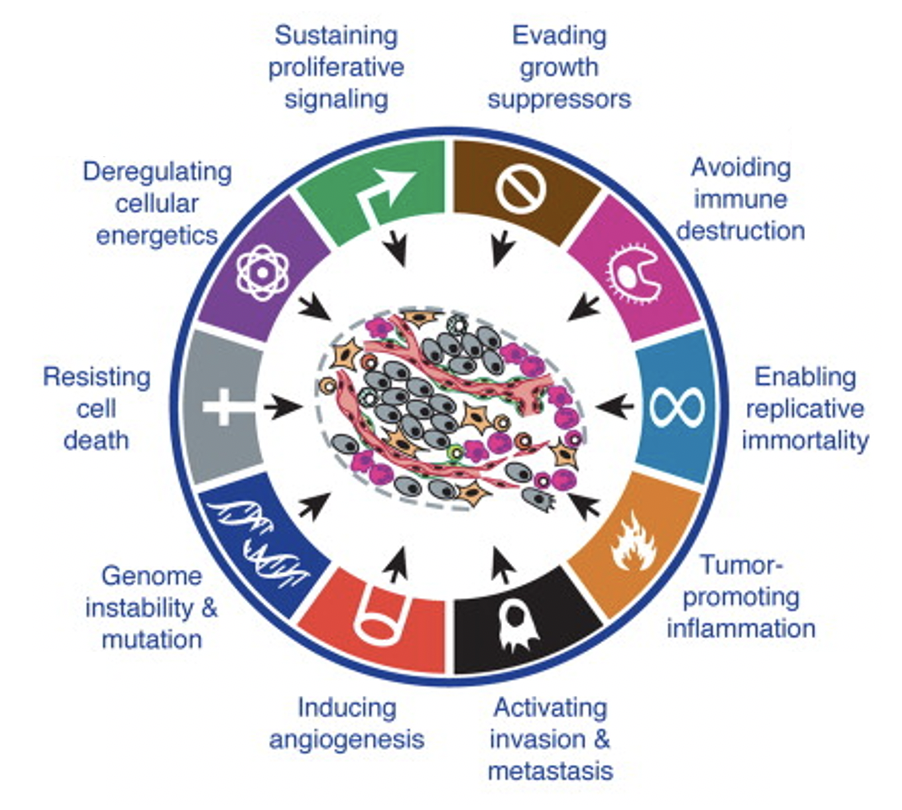 Sustaining
proliferative
signaling
Evading
growth
suppressors
Avoiding
immune
destruction
Enabling
replicative
immortality
Tumor-
promoting
inflammation
Activating
invasion &
metastasis
Inducing
angiogenesis
Genome
instability &
mutation
Resisting
cell
death
Deregulating
cellular
energetics